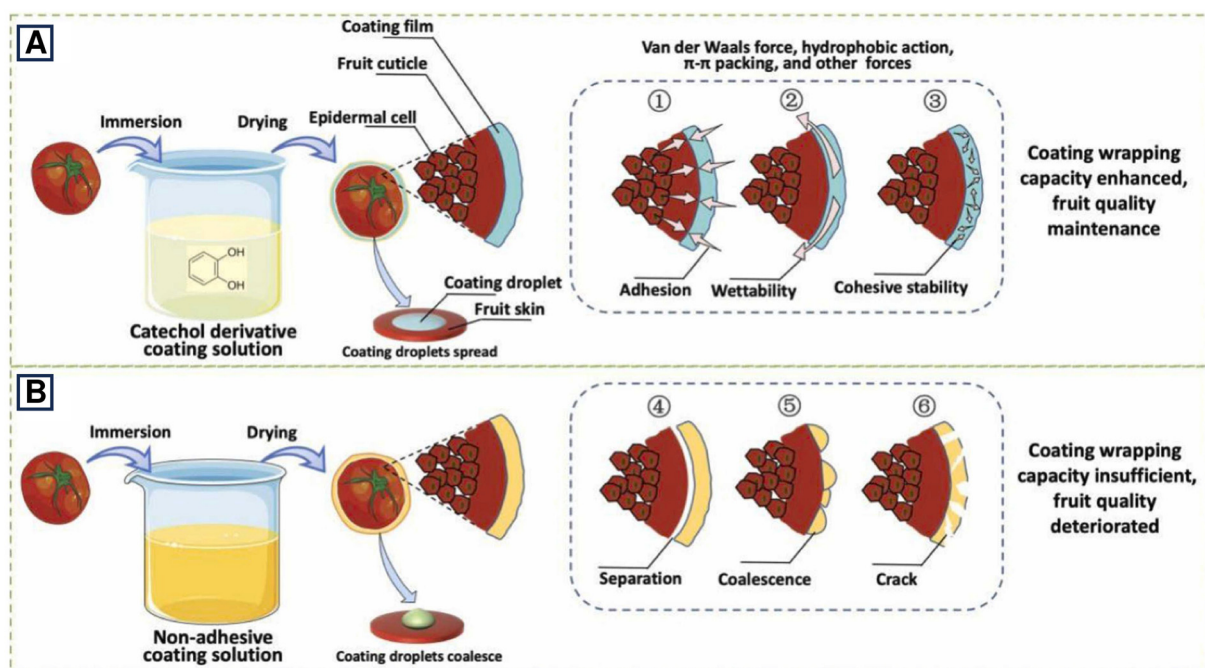 A
Coating film
Fruit cuticle
Epidermal cell
Immersion
Drying
OH
OH
Catechol derivative
coating solution
Coating droplet
Fruit skin
Coating droplets spread
Van der Waals force, hydrophobic action,
π-π packing, and other forces
① ② ③
Adhesion
Wettability
Cohesive stability
Coating wrapping
capacity enhanced,
fruit quality
maintenance
B
Immersion
Drying
Non-adhesive
coating solution
Coating droplets coalesce
④ ⑤ ⑥
Separation
Coalescence
Crack
Coating wrapping
capacity insufficient,
fruit quality
deteriorated